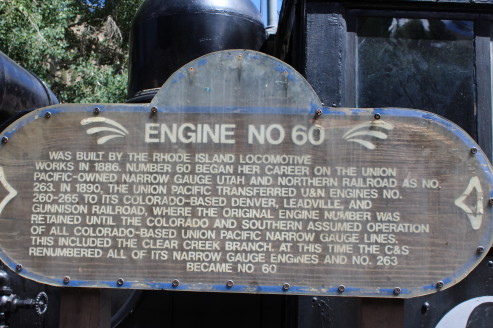 ENGINE NO 60
WAS BUILT BY THE RHODE ISLAND LOCOMOTIVE
WORKS IN 1886. NUMBER 60 BEGAN HER CAREER ON THE UNION
PACIFIC-OWNED NARROW GAUGE UTAH AND NORTHERN RAILROAD AS NO.
263. IN 1890, THE UNION PACIFIC TRANSFERRED U&N ENGINES NO.
260-265 TO ITS COLORADO-BASED DENVER, LEADVILLE, AND
GUNNISON RAILROAD, WHERE THE ORIGINAL ENGINE NUMBER WAS
RETAINED UNTIL THE COLORADO AND SOUTHERN ASSUMED OPERATION
OF ALL COLORADO-BASED UNION PACIFIC NARROW GAUGE LINES.
THIS INCLUDED THE CLEAR CREEK BRANCH. AT THIS TIME THE C&S
RENUMBERED ALL OF ITS NARROW GAUGE ENGINES AND NO. 263
BECAME NO 60